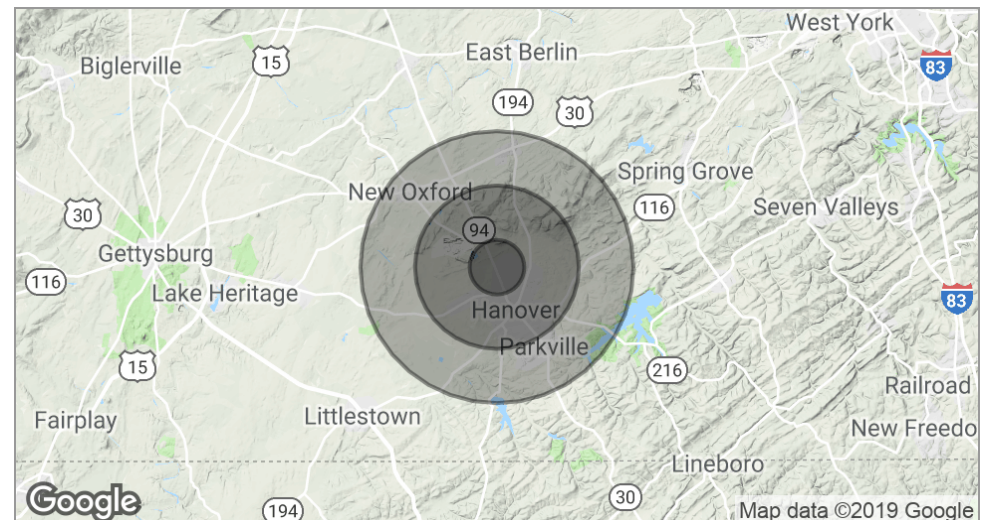 West York
15
East Berlin
83
Biglerville
194
30
Spring Grove
New Oxford
116
30
Seven Valleys
94
Gettysburg
116
Lake Heritage
83
Hanover
Parkville
15
216
Railroad
Fairplay
Littlestown
New Freedo
Lineboro
Google
194
30
Map data ©2019 Google